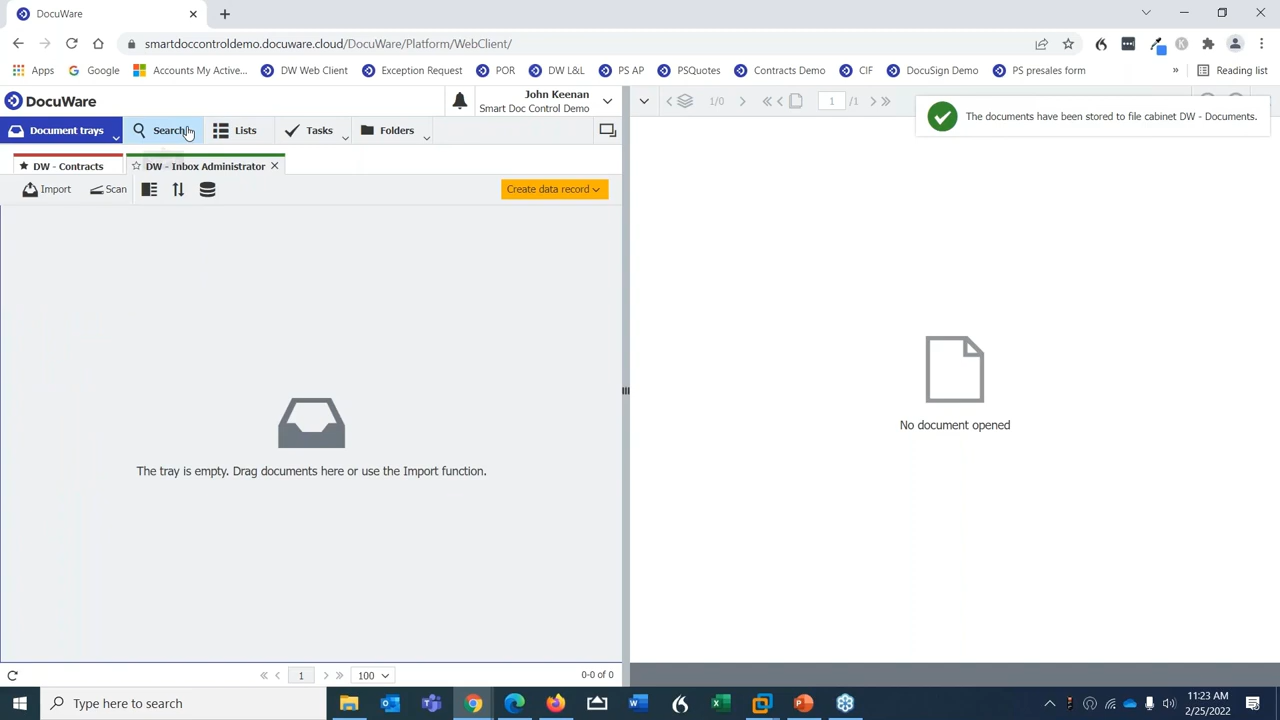 DocuWare
smartdoccontroldemo.docuware.cloud/DocuWare/Platform/WebClient/
Apps
Google
Accounts My Active...
DW Web Client
Exception Request
POR
DW L&L
PS AP
PSQuotes
Contracts Demo
CIF
DocuSign Demo
PS presales form
»
Reading list
DocuWare
John Keenan
Smart Doc Control Demo
1/0
1 /1
The documents have been stored to file cabinet DW - Documents.
Document trays
Search
Lists
Tasks
Folders
DW - Contracts
DW - Inbox Administrator
Import
Scan
Create data record
The tray is empty. Drag documents here or use the Import function.
No document opened
1
100
0-0 of 0
Type here to search
11:23 AM
2/25/2022